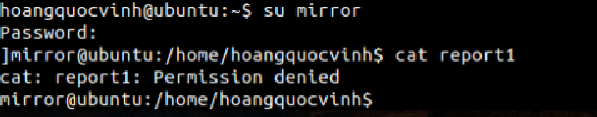 hoangquocvinh@ubuntu:~$ su mirror
Password:
]mirror@ubuntu:/home/hoangquocvinh$ cat report1
cat: report1: Permission denied
mirror@ubuntu:/home/hoangquocvinh$